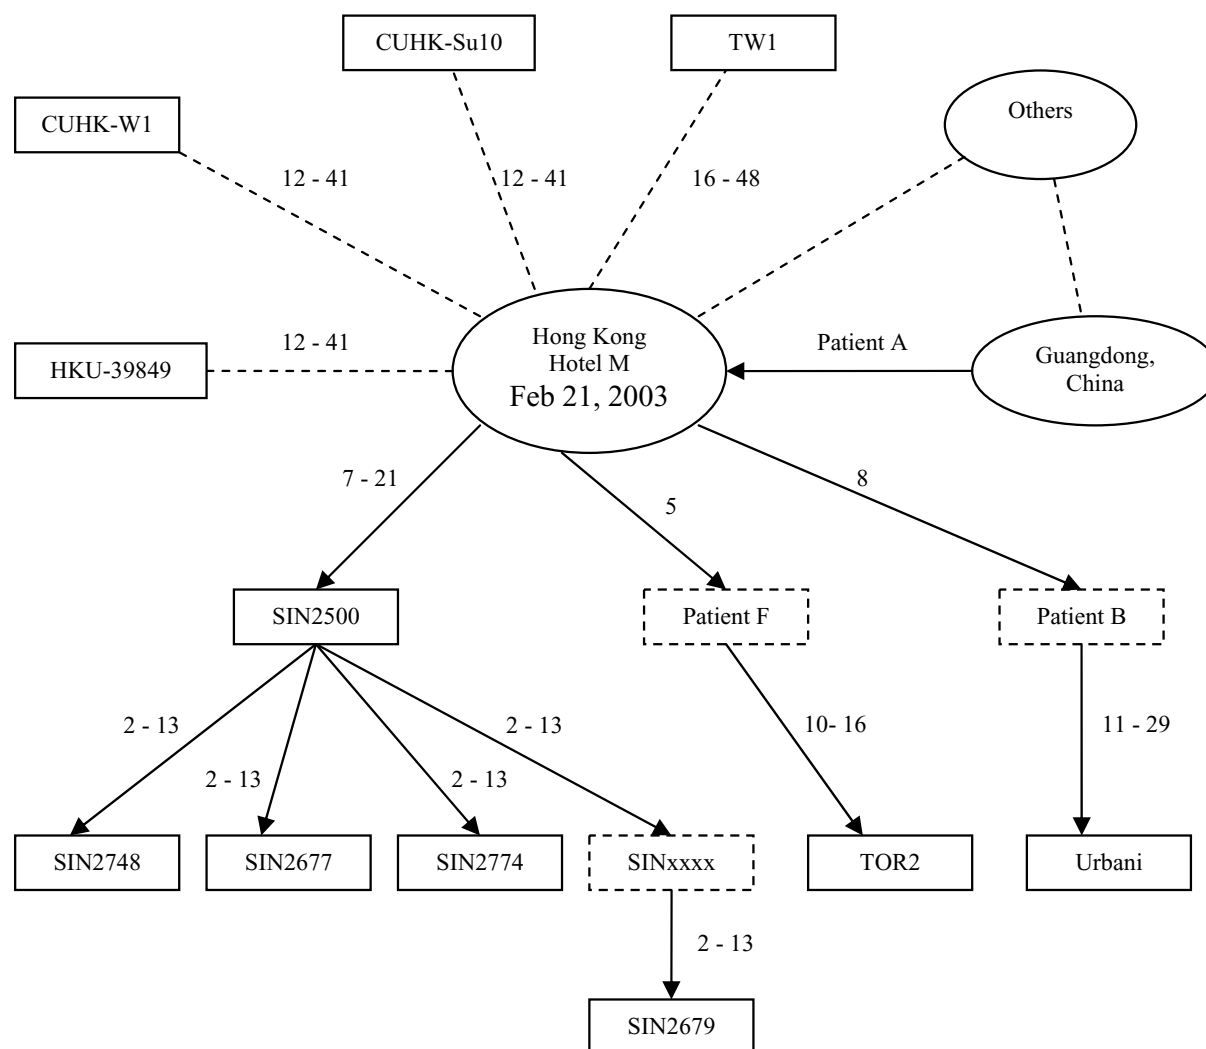 CUHK-Su10
TW1
CUHK-W1
Others
12 - 41
12 - 41
16 - 48
HKU-39849
12 - 41
Hong Kong
Hotel M
Feb 21, 2003
Patient A
Guangdong,
China
7 - 21
5
8
SIN2500
Patient F
Patient B
2 - 13
2 - 13
2 - 13
2 - 13
10- 16
11 - 29
SIN2748
SIN2677
SIN2774
SINxxxx
TOR2
Urbani
2 - 13
SIN2679